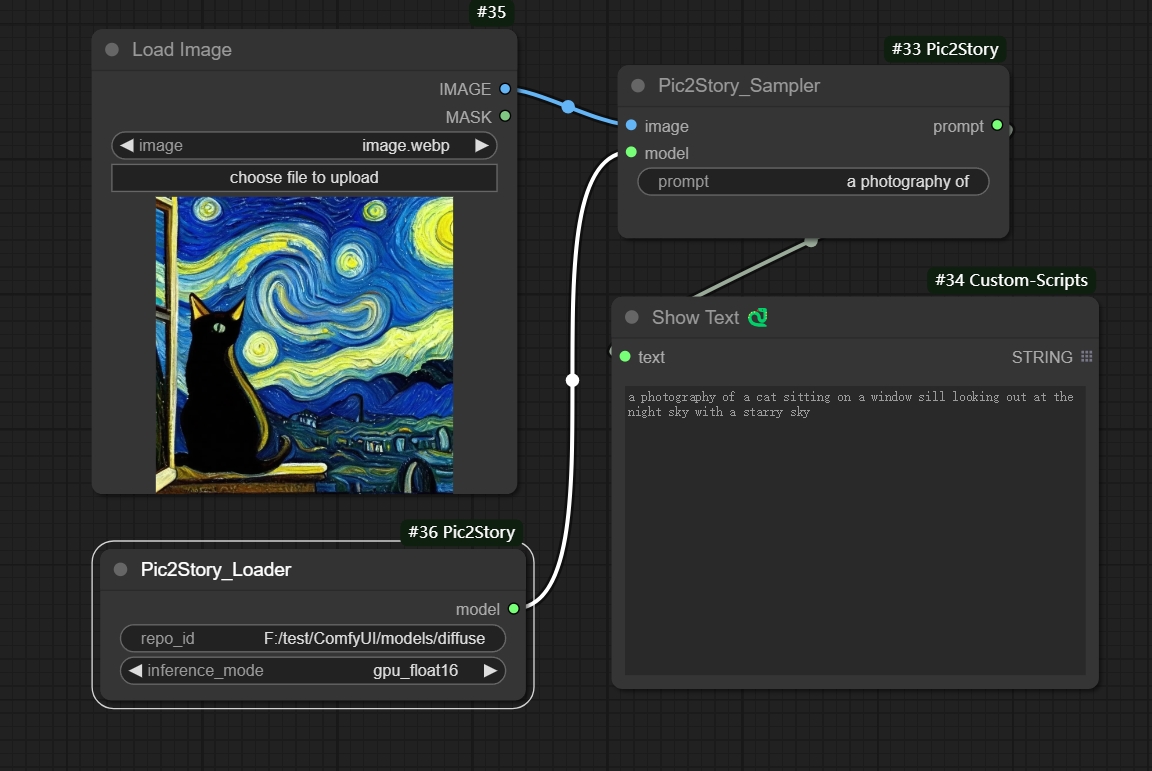 #35
Load Image
IMAGE
MASK
image image.webp
choose file to upload
#33 Pic2Story
Pic2Story_Sampler
image prompt
model
prompt a photography of
#34 Custom-Scripts
Show Text
text STRING
a photography of a cat sitting on a window sill looking out at the
night sky with a starry sky
#36 Pic2Story
Pic2Story_Loader
model
repo_id F:/test/ComfyUI/models/diffuse
inference_mode gpu_float16